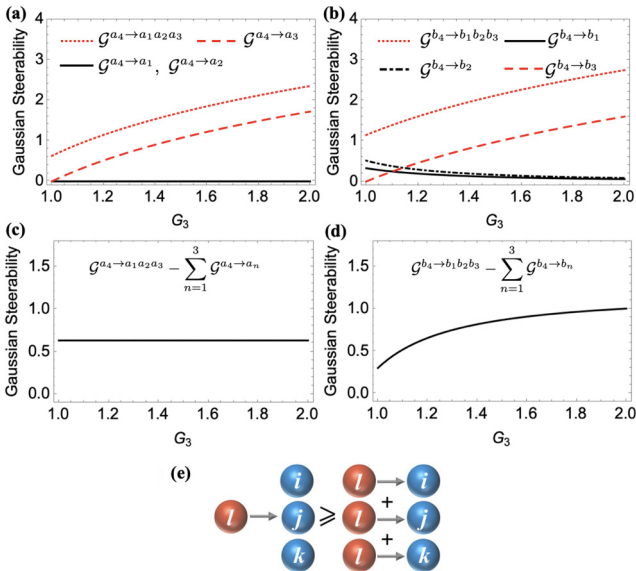 (a)
4
3
2
1
0
Gaussian Steerability
𝒢^{a₄→a₁a₂a₃} 𝒢^{a₄→a₃}
𝒢^{a₄→a₁}, 𝒢^{a₄→a₂}
1.0 1.2 1.4 1.6 1.8 2.0
G₃
(b)
4
3
2
1
0
Gaussian Steerability
𝒢^{b₄→b₁b₂b₃} 𝒢^{b₄→b₁}
𝒢^{b₄→b₂} 𝒢^{b₄→b₃}
1.0 1.2 1.4 1.6 1.8 2.0
G₃
(c)
1.5
1.0
0.5
0.0
Gaussian Steerability
𝒢^{a₄→a₁a₂a₃} − ∑_{n=1}^{3} 𝒢^{a₄→aₙ}
1.0 1.2 1.4 1.6 1.8 2.0
G₃
(d)
1.5
1.0
0.5
0.0
Gaussian Steerability
𝒢^{b₄→b₁b₂b₃} − ∑_{n=1}^{3} 𝒢^{b₄→bₙ}
1.0 1.2 1.4 1.6 1.8 2.0
G₃
(e)
i l i
+
l j ⩾ l j
+
k l k